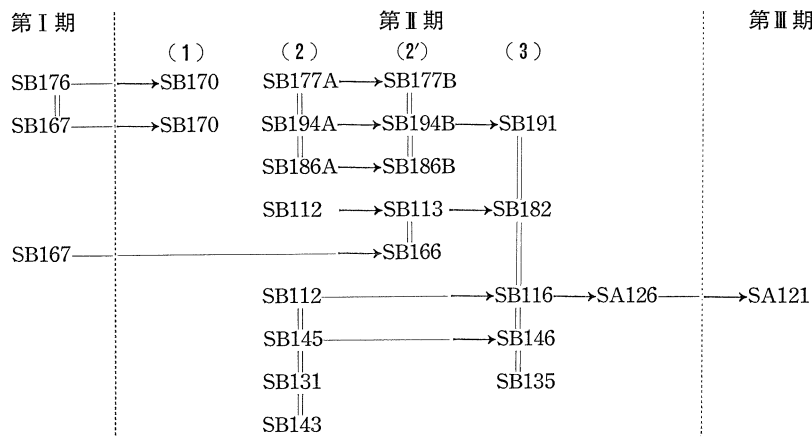 第Ⅰ期 第Ⅱ期 第Ⅲ期
(1) (2) (2′) (3)
SB176 SB170 SB177A SB177B
SB167 SB170 SB194A SB194B SB191
SB186A SB186B
SB112 SB113 SB182
SB167 SB166
SB112 SB116 SA126 SA121
SB145 SB146
SB131 SB135
SB143